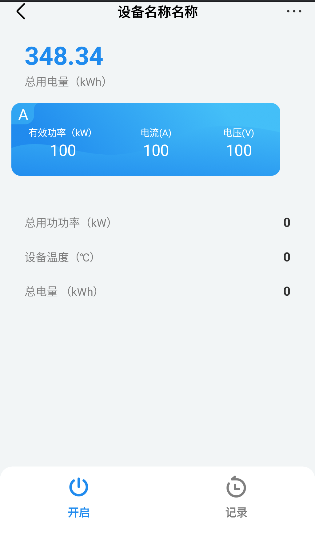 设备名称名称
348.34
总用电量（kWh）
A
有效功率（kW） 电流(A) 电压(V)
100 100 100
总用功功率（kW） 0
设备温度（℃） 0
总电量 （kWh） 0
开启 记录